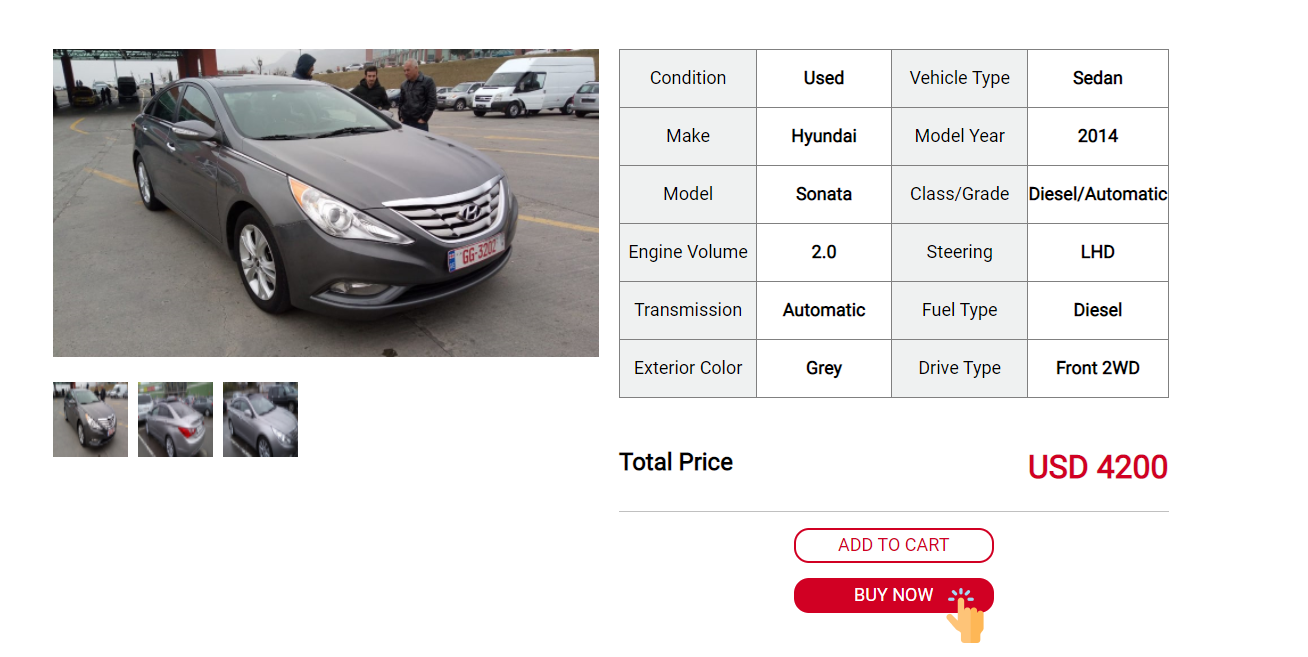 GG-3202
Condition Used Vehicle Type Sedan
Make Hyundai Model Year 2014
Model Sonata Class/Grade Diesel/Automatic
Engine Volume 2.0 Steering LHD
Transmission Automatic Fuel Type Diesel
Exterior Color Grey Drive Type Front 2WD
Total Price USD 4200
ADD TO CART
BUY NOW